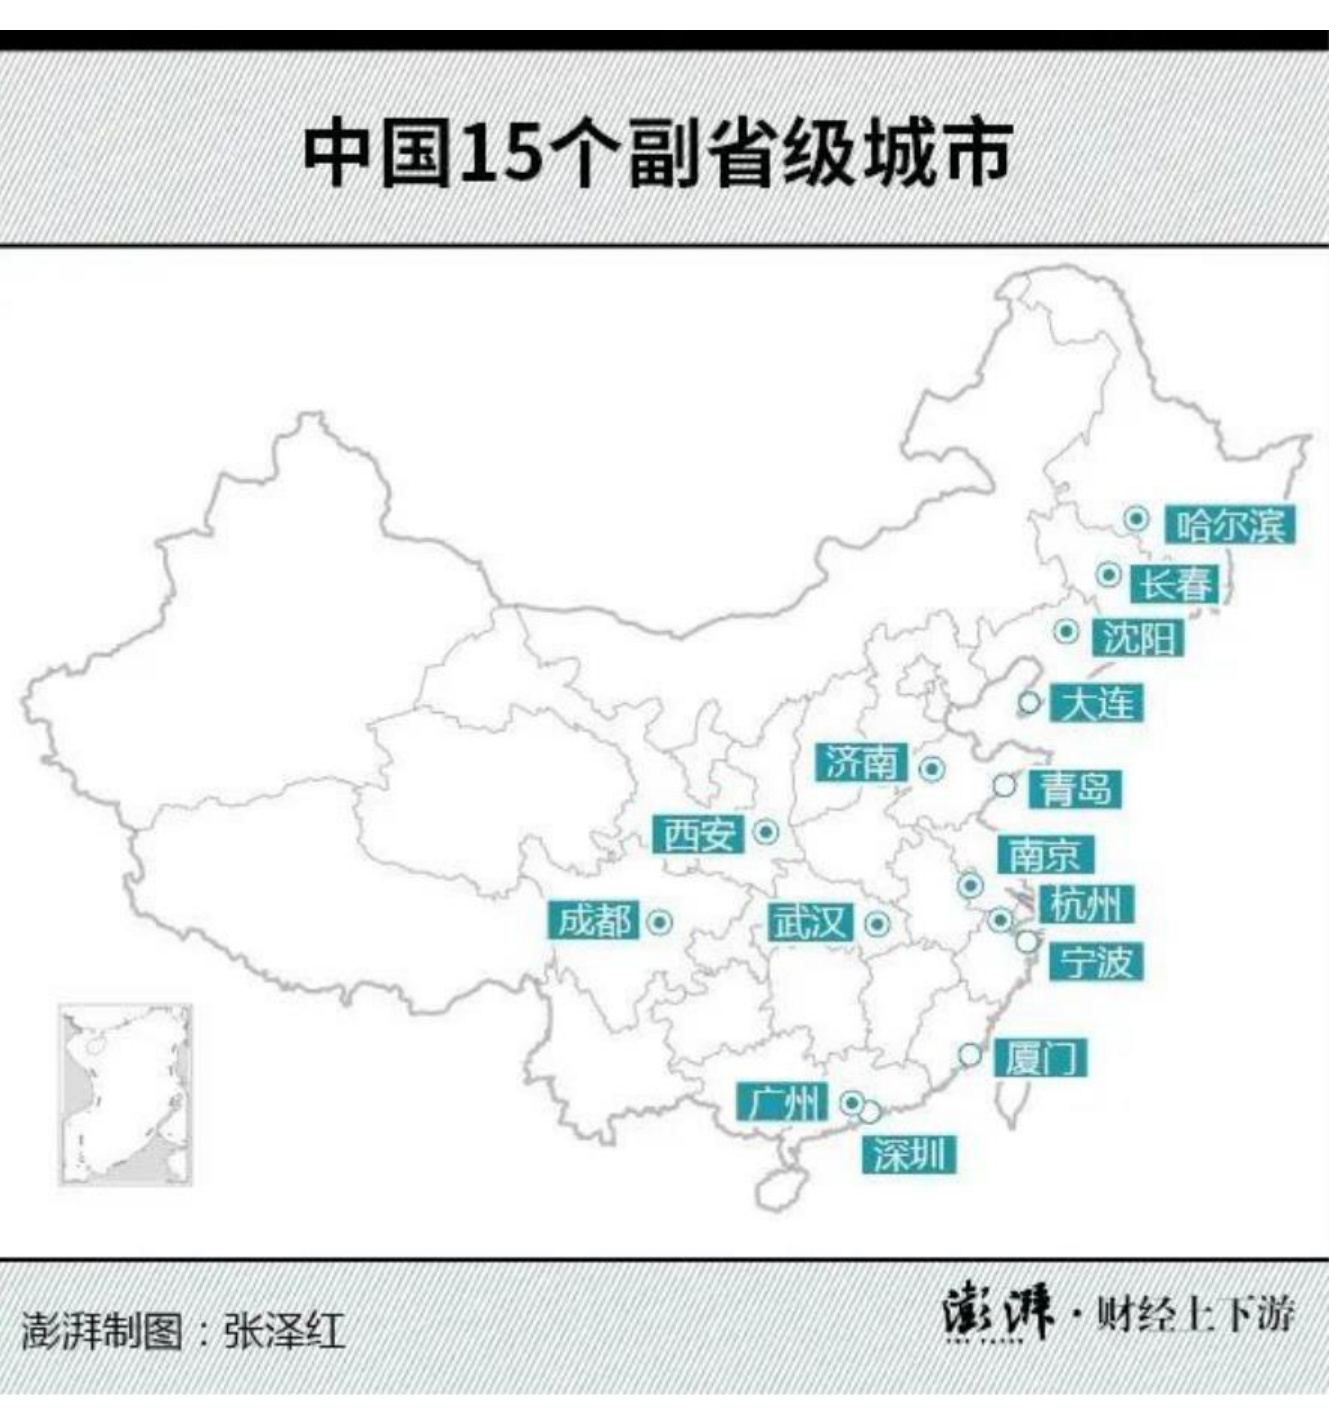 中国15个副省级城市
哈尔滨
长春
沈阳
大连
济南
青岛
西安
南京
成都
武汉
杭州
宁波
厦门
广州
深圳
澎湃制图：张泽红
澎湃·财经上下游